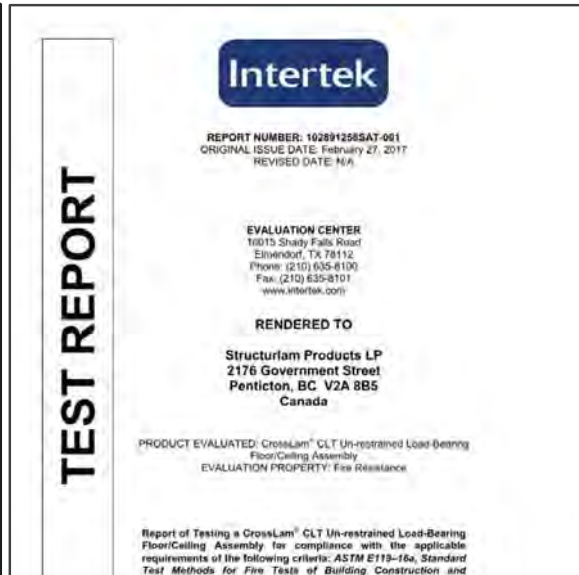 Intertek
REPORT NUMBER: 102891256SAT-001
ORIGINAL ISSUE DATE: February 27, 2017
REVISED DATE: N/A
TEST REPORT
EVALUATION CENTER
16015 Shady Falls Road
Elmendorf, TX 78112
Phone: (210) 635-8100
Fax: (210) 635-8101
www.intertek.com
RENDERED TO
Structurlam Products LP
2176 Government Street
Penticton, BC V2A 8B5
Canada
PRODUCT EVALUATED: CrossLam® CLT Un-restrained Load-Bearing
Floor/Ceiling Assembly
EVALUATION PROPERTY: Fire Resistance
Report of Testing a CrossLam® CLT Un-restrained Load-Bearing
Floor/Ceiling Assembly for compliance with the applicable
requirements of the following criteria: ASTM E119–16a, Standard
Test Methods for Fire Tests of Building Construction and